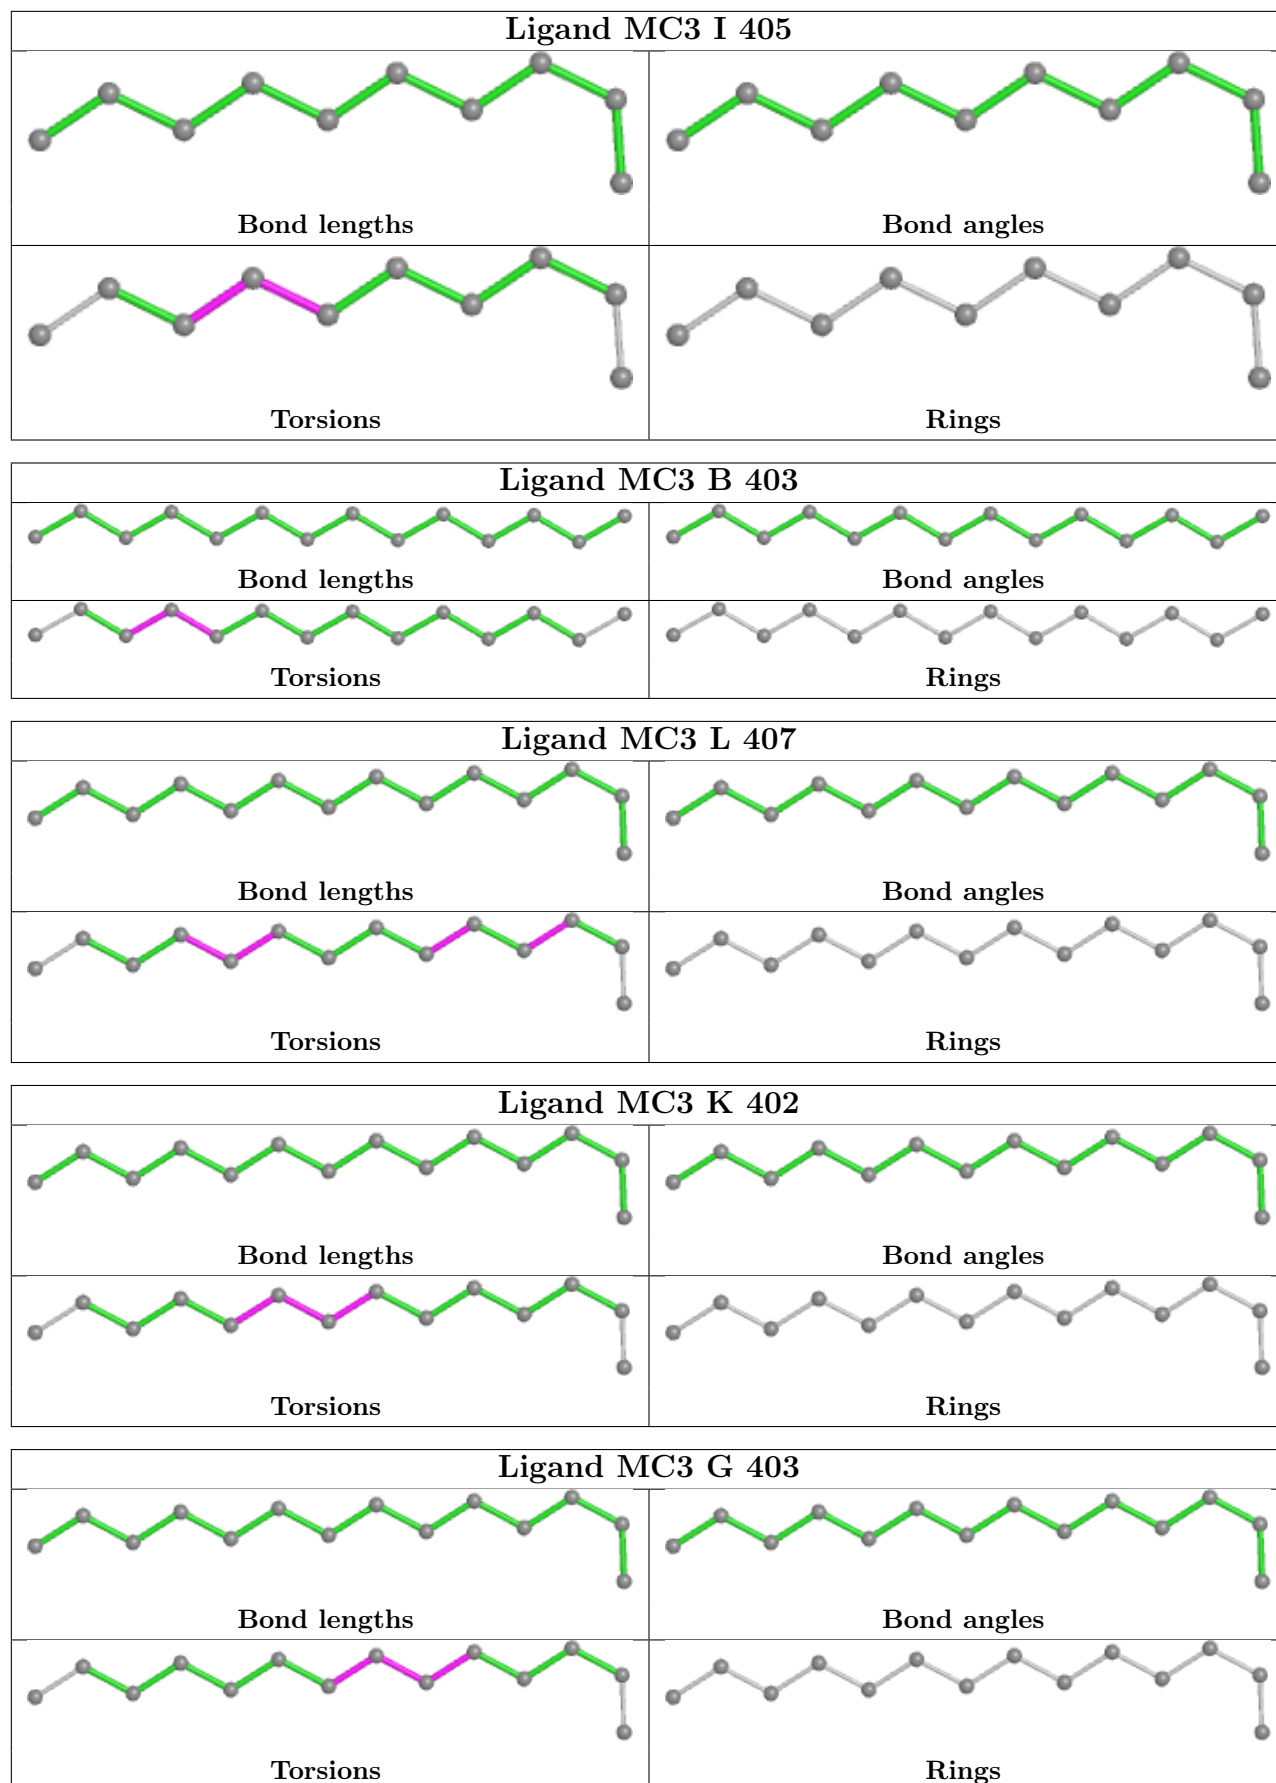 Ligand MC3 I 405
Bond lengths
Bond angles
Torsions
Rings
Ligand MC3 B 403
Bond lengths
Bond angles
Torsions
Rings
Ligand MC3 L 407
Bond lengths
Bond angles
Torsions
Rings
Ligand MC3 K 402
Bond lengths
Bond angles
Torsions
Rings
Ligand MC3 G 403
Bond lengths
Bond angles
Torsions
Rings